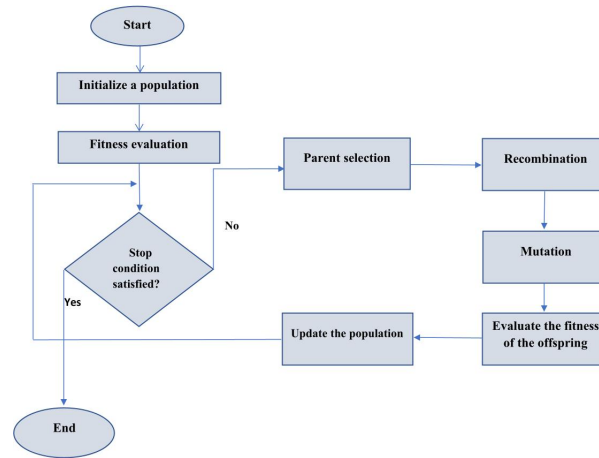 Start
Initialize a population
Fitness evaluation
Stop
condition
satisfied?
Yes
No
Parent selection
Recombination
Mutation
Evaluate the fitness
of the offspring
Update the population
End